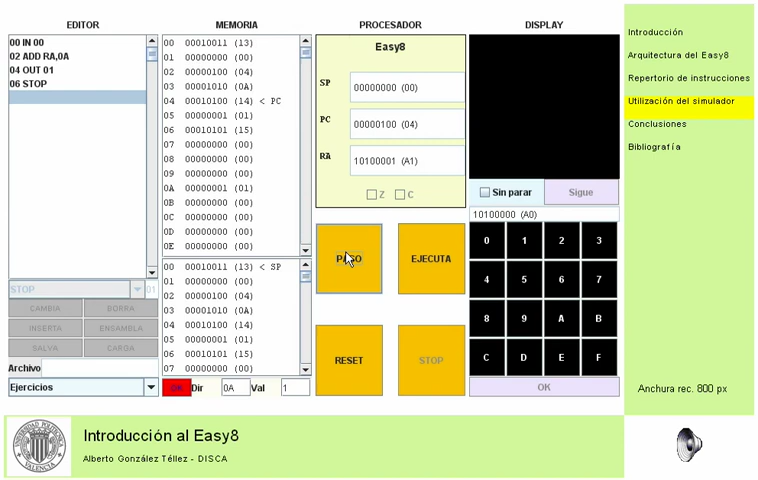 EDITOR
00 IN 00
02 ADD RA,0A
04 OUT 01
06 STOP
STOP 01
CAMBIA BORRA
INSERTA ENSAMBLA
SALVA CARGA
Archivo
Ejercicios
MEMORIA
00 00010011 (13)
01 00000000 (00)
02 00000100 (04)
03 00001010 (0A)
04 00010100 (14) < PC
05 00000001 (01)
06 00010101 (15)
07 00000000 (00)
08 00000000 (00)
09 00000000 (00)
0A 00000001 (01)
0B 00000000 (00)
0C 00000000 (00)
0D 00000000 (00)
0E 00000000 (00)
00 00010011 (13) < SP
01 00000000 (00)
02 00000100 (04)
03 00001010 (0A)
04 00010100 (14)
05 00000001 (01)
06 00010101 (15)
07 00000000 (00)
Dir 0A Val 1
PROCESADOR
Easy8
SP 00000000 (00)
PC 00000100 (04)
RA 10100001 (A1)
Z C
PASO EJECUTA
RESET STOP
DISPLAY
Sin parar Sigue
10100000 (A0)
0 1 2 3
4 5 6 7
8 9 A B
C D E F
OK
Introducción
Arquitectura del Easy8
Repertorio de instrucciones
Utilización del simulador
Conclusiones
Bibliografía
Anchura rec. 800 px
UNIVERSIDAD POLITECNICA
VALENCIA
Introducción al Easy8
Alberto González Téllez - DISCA